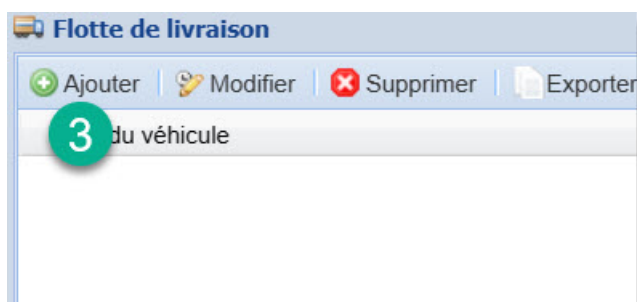 Flotte de livraison
Ajouter Modifier Supprimer Exporter
3 du véhicule